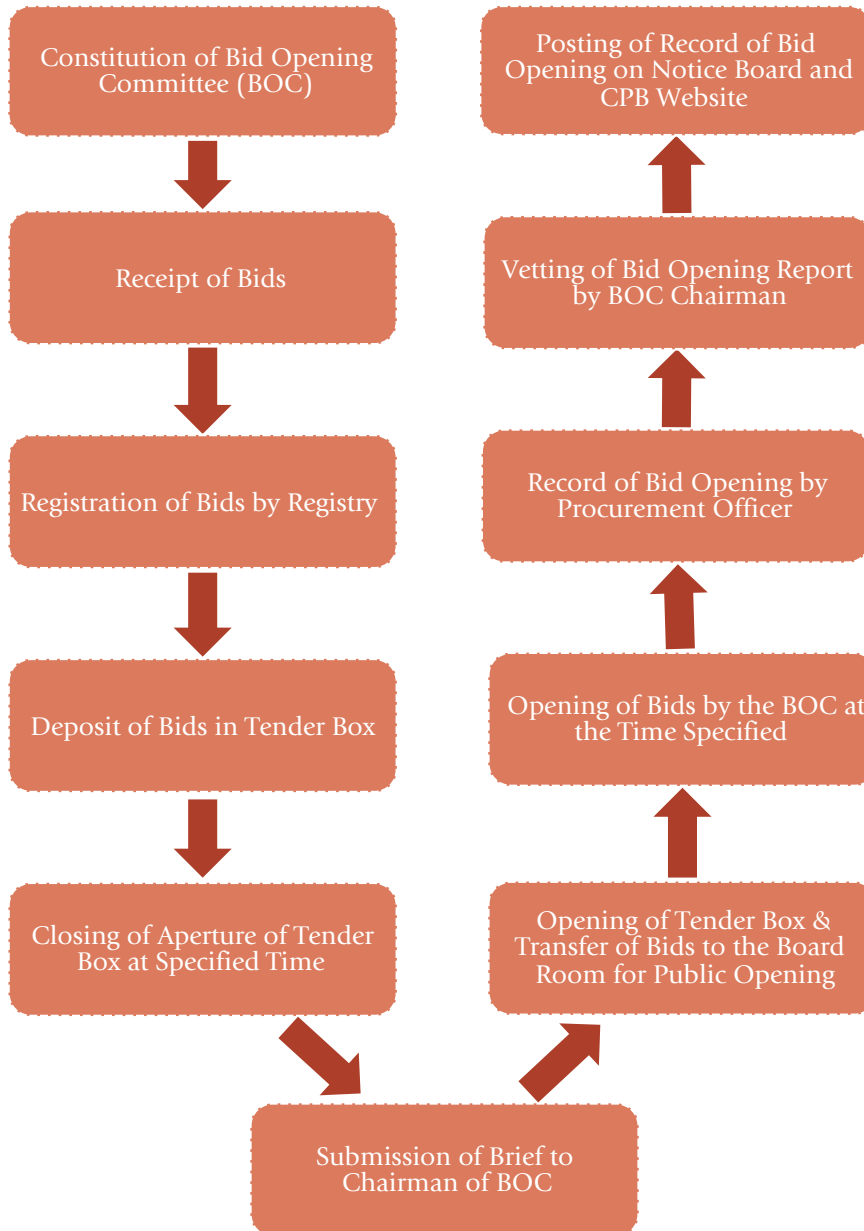 Constitution of Bid Opening
Committee (BOC)
Receipt of Bids
Registration of Bids by Registry
Deposit of Bids in Tender Box
Closing of Aperture of Tender
Box at Specified Time
Submission of Brief to
Chairman of BOC
Opening of Tender Box &
Transfer of Bids to the Board
Room for Public Opening
Opening of Bids by the BOC at
the Time Specified
Record of Bid Opening by
Procurement Officer
Vetting of Bid Opening Report
by BOC Chairman
Posting of Record of Bid
Opening on Notice Board and
CPB Website